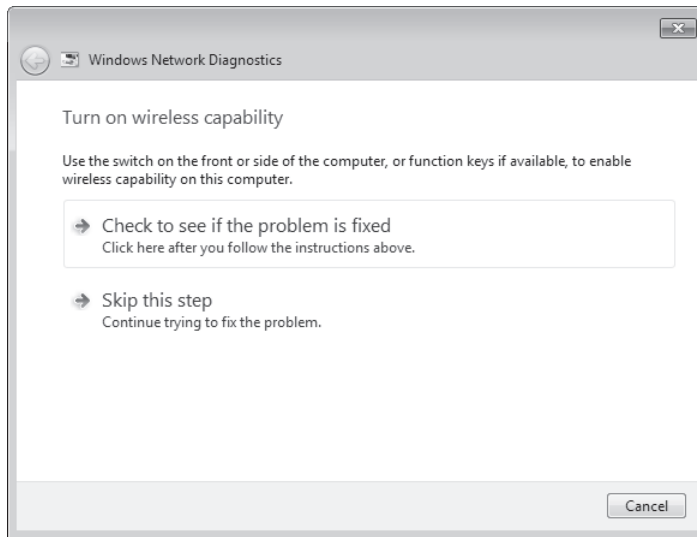 Windows Network Diagnostics
Turn on wireless capability
Use the switch on the front or side of the computer, or function keys if available, to enable
wireless capability on this computer.
Check to see if the problem is fixed
Click here after you follow the instructions above.
Skip this step
Continue trying to fix the problem.
Cancel